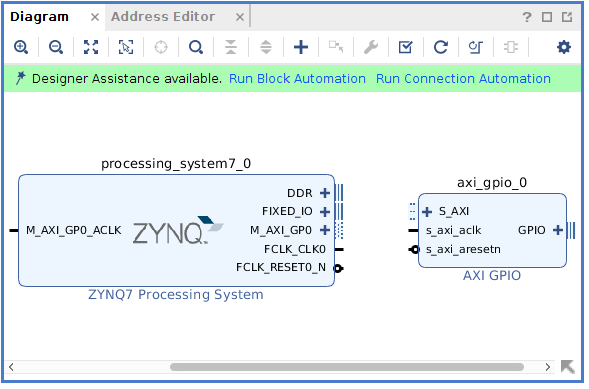 Diagram × Address Editor × ?
Designer Assistance available. Run Block Automation Run Connection Automation
processing_system7_0
DDR
FIXED_IO
M_AXI_GP0_ACLK
ZYNQ
M_AXI_GP0
FCLK_CLK0
FCLK_RESET0_N
ZYNQ7 Processing System
axi_gpio_0
S_AXI
s_axi_aclk
GPIO
s_axi_aresetn
AXI GPIO